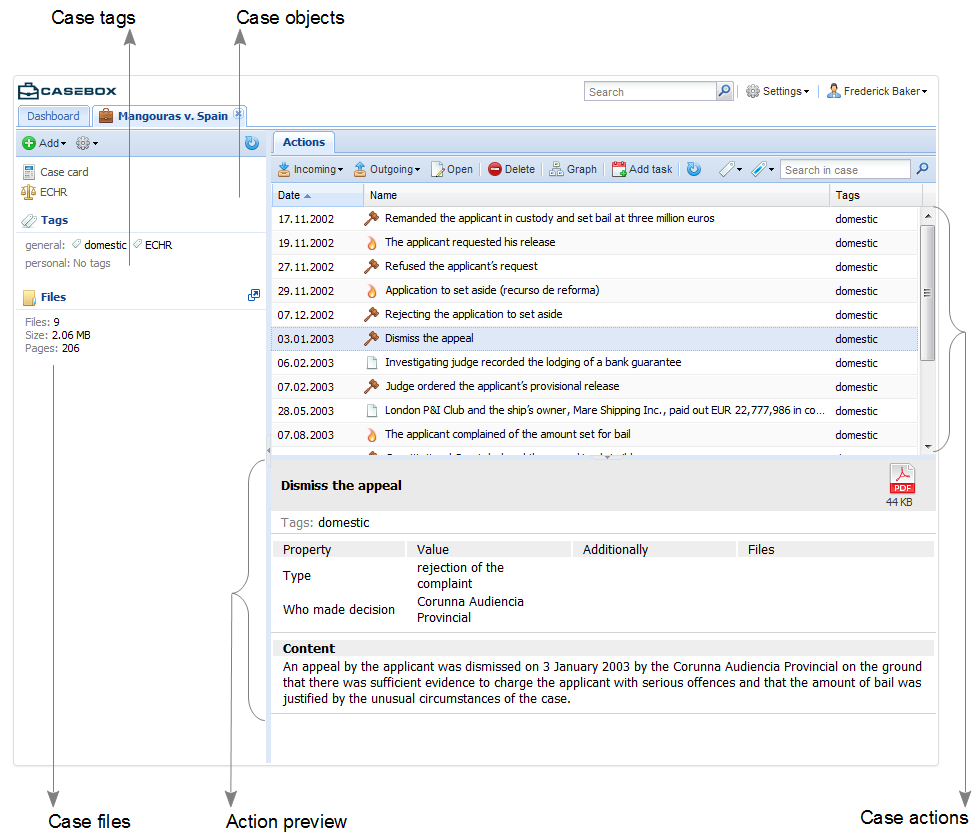 Case tags
Case objects
CASEBOX
Search
Settings
Frederick Baker
Dashboard
Mangouras v. Spain
Add
Actions
Incoming
Outgoing
Open
Delete
Graph
Add task
Search in case
Case card
ECHR
Tags
general: domestic ECHR
personal: No tags
Files
Files: 9
Size: 2.06 MB
Pages: 206
Date Name Tags
17.11.2002 Remanded the applicant in custody and set bail at three million euros domestic
19.11.2002 The applicant requested his release domestic
27.11.2002 Refused the applicant's request domestic
29.11.2002 Application to set aside (recurso de reforma) domestic
07.12.2002 Rejecting the application to set aside domestic
03.01.2003 Dismiss the appeal domestic
06.02.2003 Investigating judge recorded the lodging of a bank guarantee domestic
07.02.2003 Judge ordered the applicant's provisional release domestic
28.05.2003 London P&I Club and the ship's owner, Mare Shipping Inc., paid out EUR 22,777,986 in co... domestic
07.08.2003 The applicant complained of the amount set for bail domestic
Dismiss the appeal
PDF
44 KB
Tags: domestic
Property Value Additionally Files
Type rejection of the
complaint
Who made decision Corunna Audiencia
Provincial
Content
An appeal by the applicant was dismissed on 3 January 2003 by the Corunna Audiencia Provincial on the ground
that there was sufficient evidence to charge the applicant with serious offences and that the amount of bail was
justified by the unusual circumstances of the case.
Case files
Action preview
Case actions